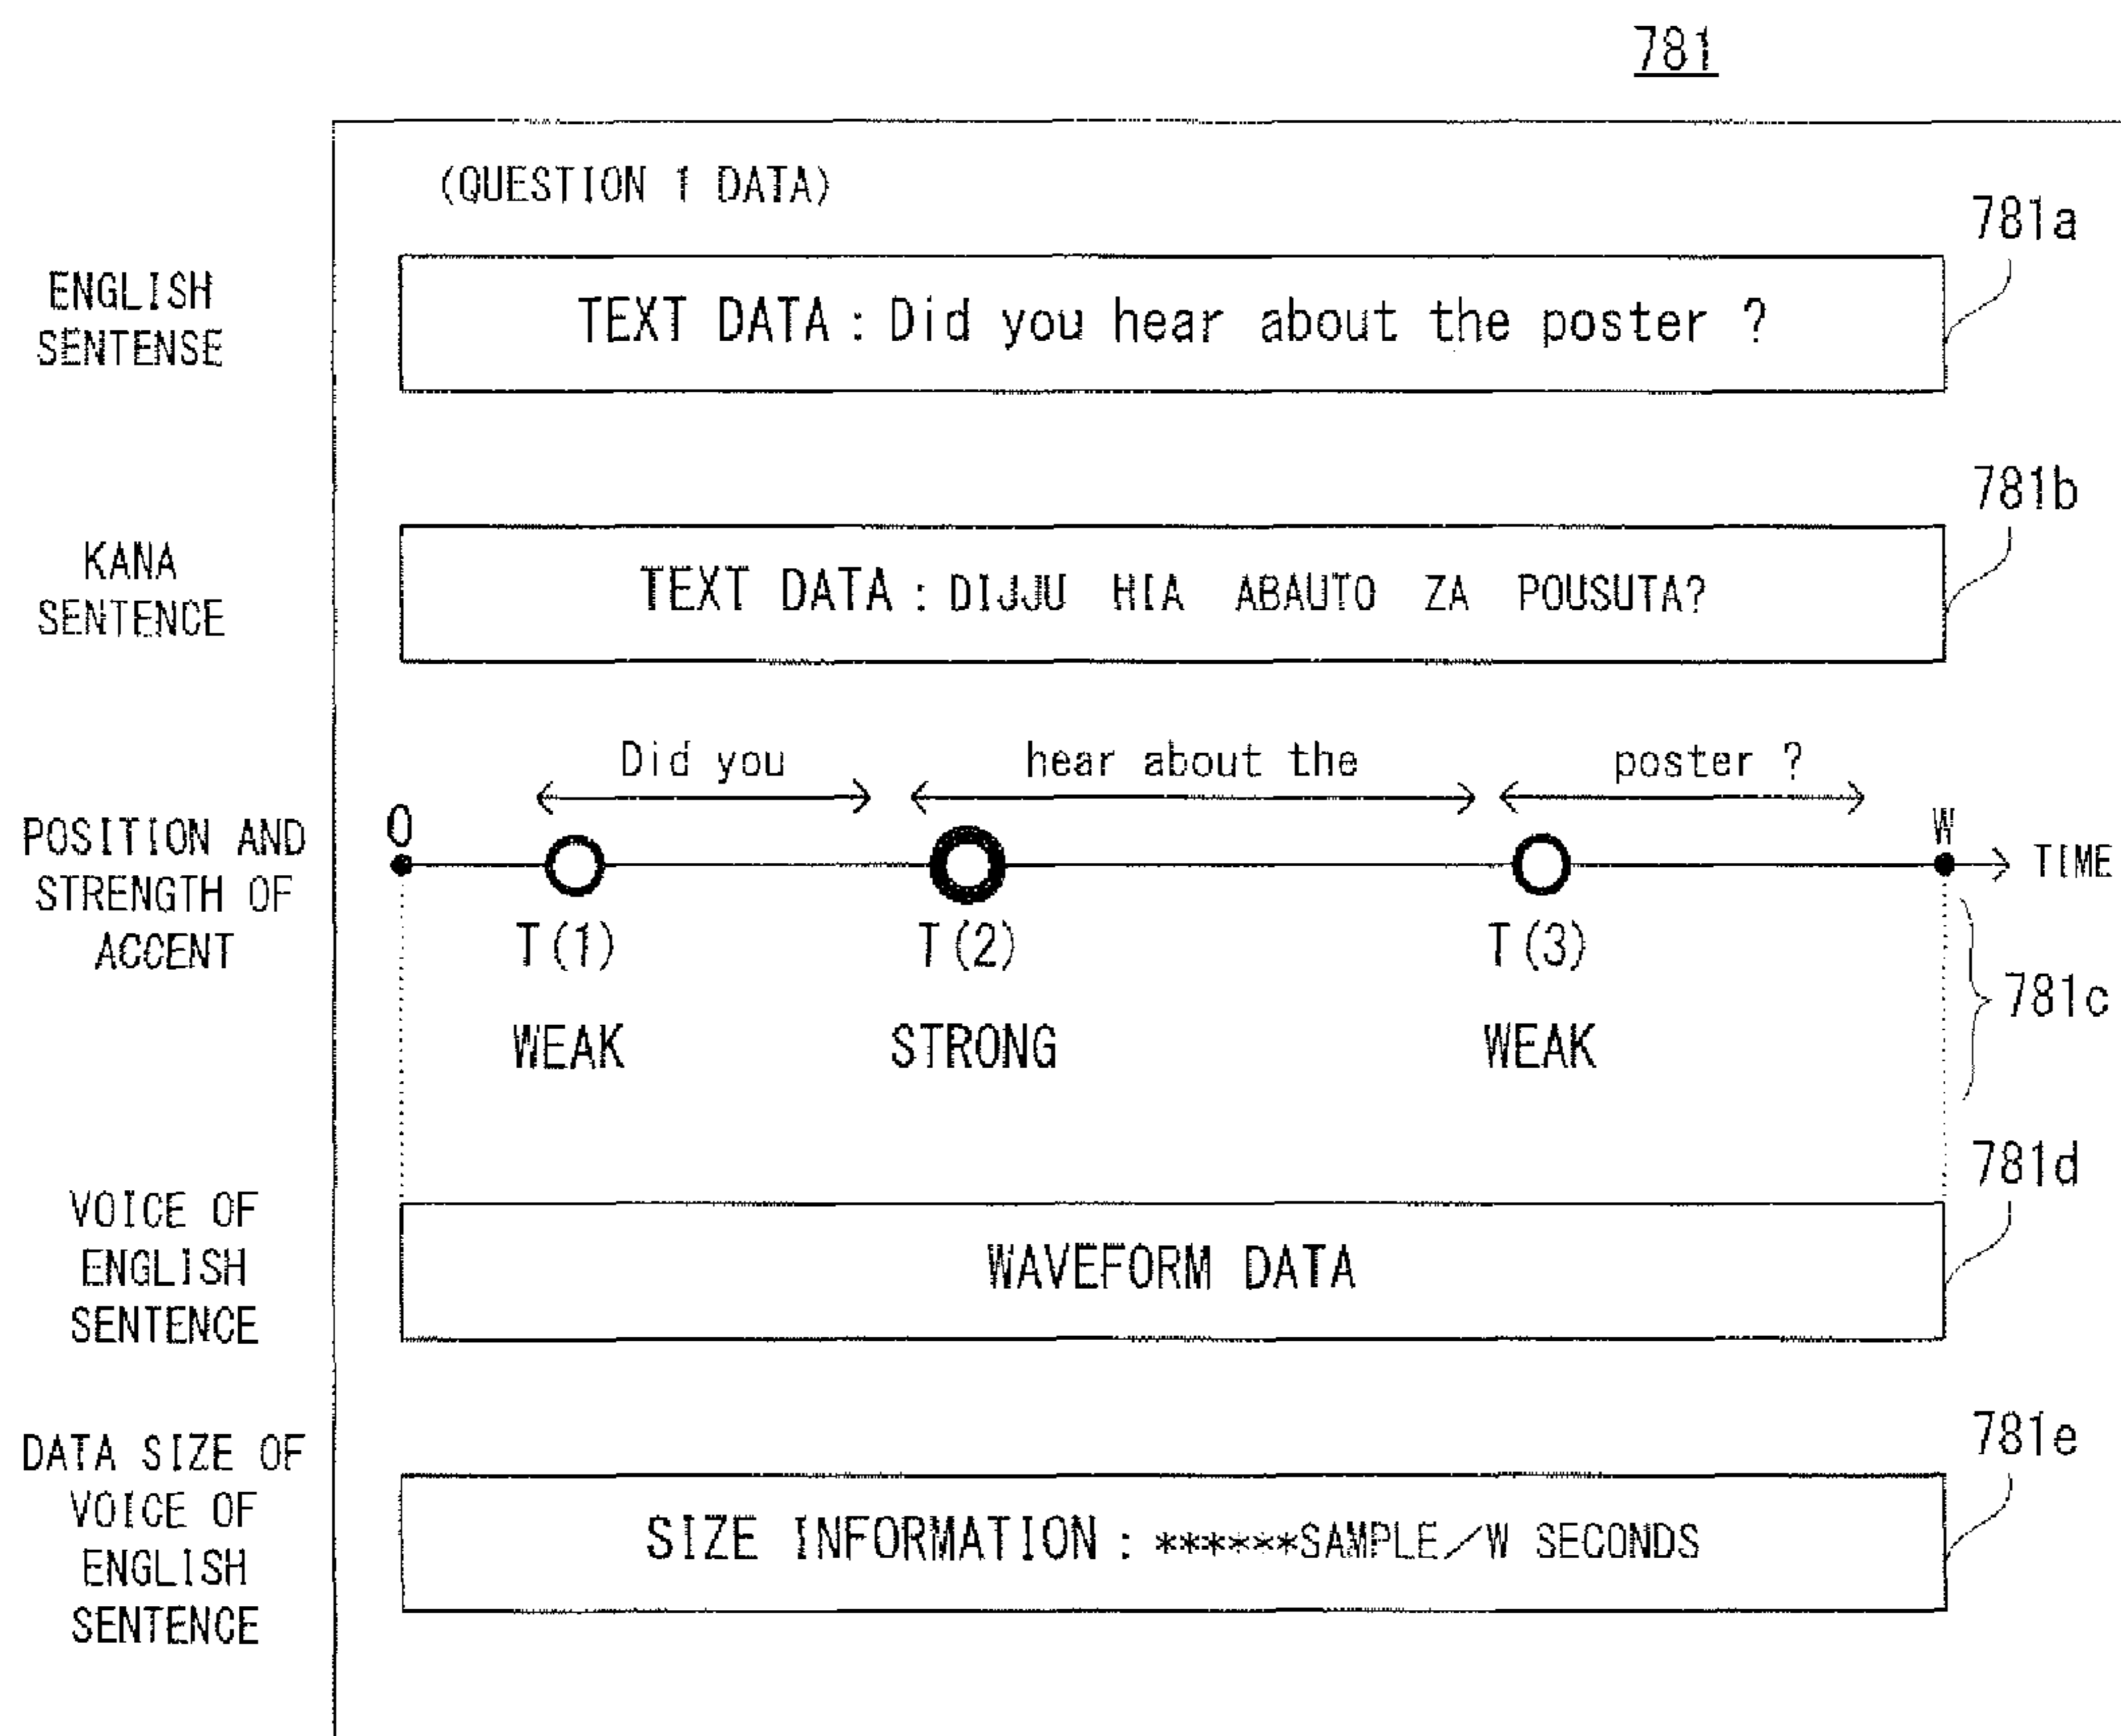 781
(QUESTION 1 DATA)
781a
ENGLISH
SENTENSE
TEXT DATA : Did you hear about the poster ?
781b
KANA
SENTENCE
TEXT DATA : DIJJU HIA ABAUTO ZA POUSUTA?
Did you hear about the poster ?
POSITION AND
STRENGTH OF
ACCENT
0 W TIME
T(1) T(2) T(3)
WEAK STRONG WEAK
781c
781d
VOICE OF
ENGLISH
SENTENCE
WAVEFORM DATA
781e
DATA SIZE OF
VOICE OF
ENGLISH
SENTENCE
SIZE INFORMATION : ******SAMPLE/W SECONDS